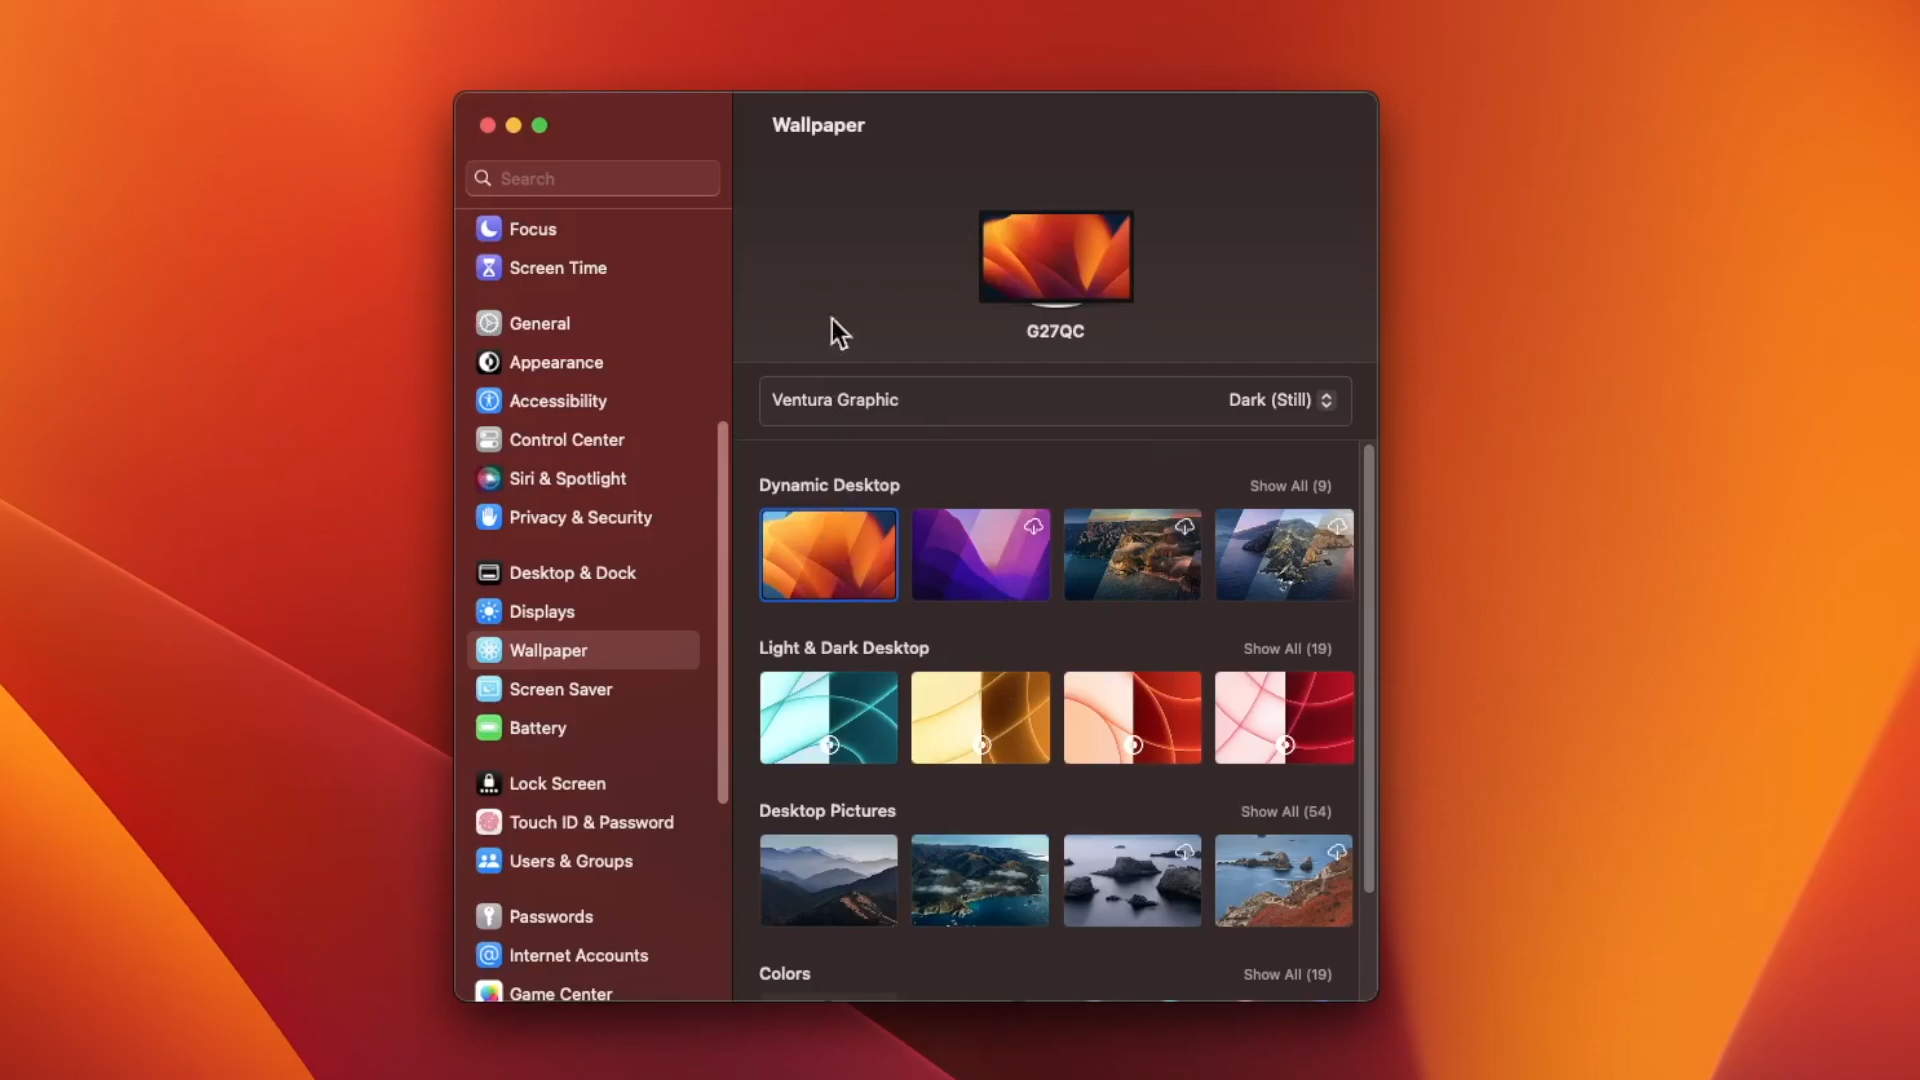 Wallpaper
Search
Focus
Screen Time
General
Appearance
Accessibility
Control Center
Siri & Spotlight
Privacy & Security
Desktop & Dock
Displays
Wallpaper
Screen Saver
Battery
Lock Screen
Touch ID & Password
Users & Groups
Passwords
Internet Accounts
Game Center
G27QC
Ventura Graphic Dark (Still)
Dynamic Desktop Show All (9)
Light & Dark Desktop Show All (19)
Desktop Pictures Show All (54)
Colors Show All (19)